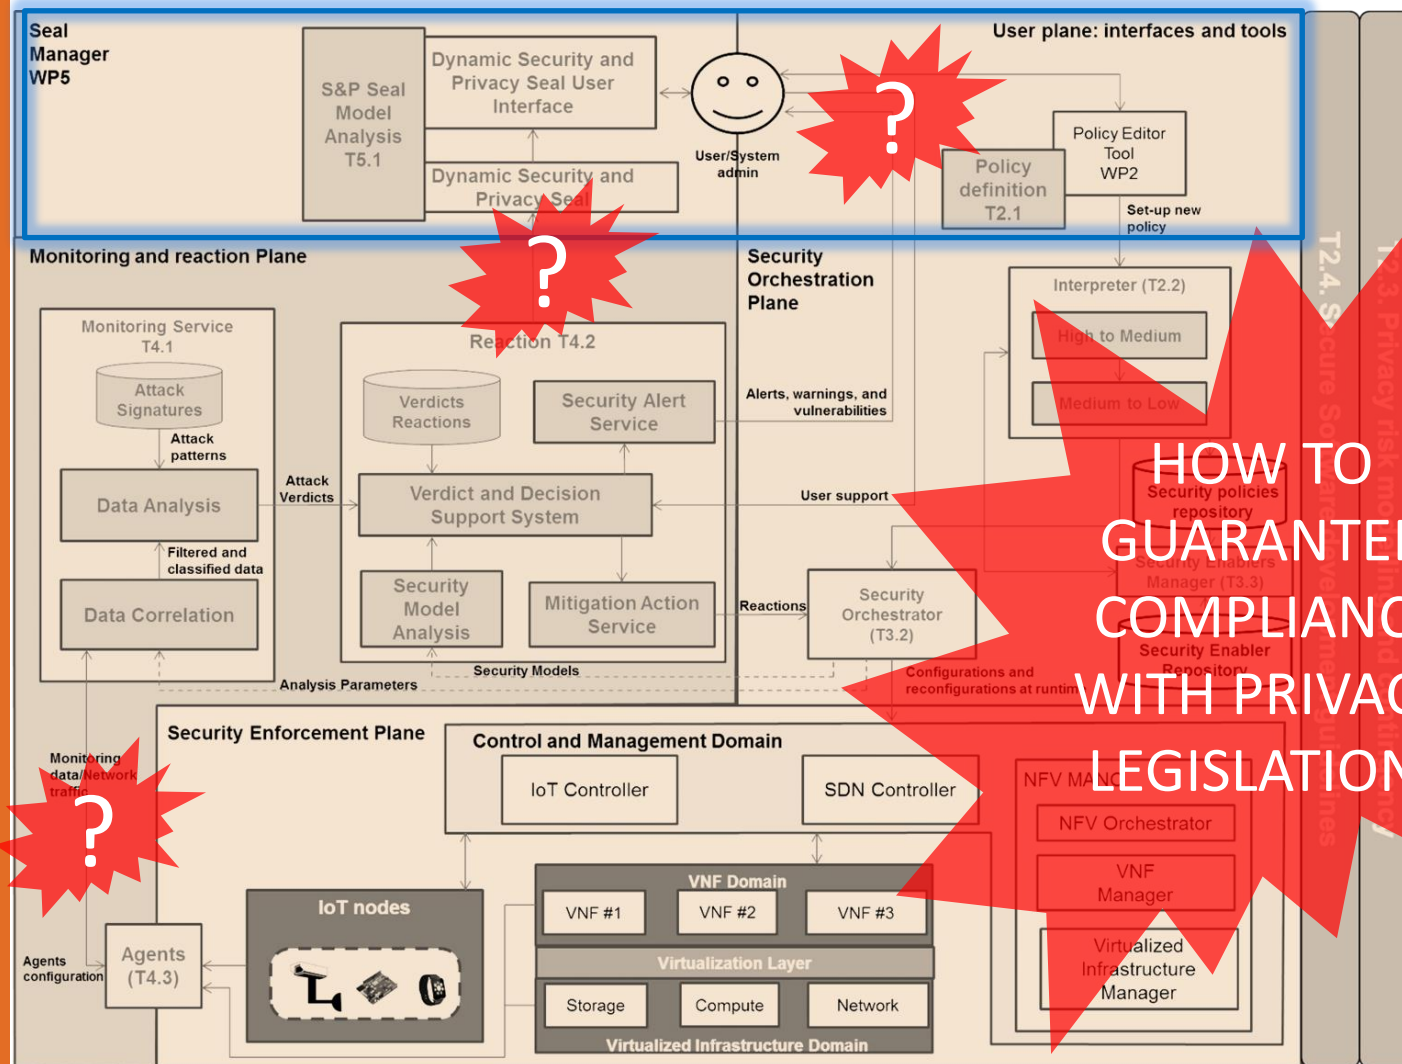 Seal
Manager
WP5
User plane: interfaces and tools
S&P Seal
Model
Analysis
T5.1
Dynamic Security and
Privacy Seal User
Interface
Dynamic Security and
Privacy Seal
User/System
admin
?
Policy Editor
Tool
WP2
Policy
definition
T2.1
Set-up new
policy
Monitoring and reaction Plane
?
Security
Orchestration
Plane
Monitoring Service
T4.1
Attack
Signatures
Attack
patterns
Data Analysis
Filtered and
classified data
Data Correlation
Attack
Verdicts
Reaction T4.2
Verdicts
Reactions
Security Alert
Service
Verdict and Decision
Support System
Security
Model
Analysis
Mitigation Action
Service
Security Models
Analysis Parameters
Alerts, warnings, and
vulnerabilities
User support
Reactions
Security
Orchestrator
(T3.2)
Configurations and
reconfigurations at runtime
Interpreter (T2.2)
High to Medium
Medium to Low
Security policies
repository
Security Enablers
Manager (T3.3)
Security Enabler
Repository
HOW TO
GUARANTEE
COMPLIANC
WITH PRIVAC
LEGISLATION
Security Enforcement Plane
Control and Management Domain
IoT Controller
SDN Controller
NFV MANO
NFV Orchestrator
VNF
Manager
Virtualized
Infrastructure
Manager
Monitoring
data/Network
traffic
?
Agents
configuration
Agents
(T4.3)
IoT nodes
VNF Domain
VNF #1
VNF #2
VNF #3
Virtualization Layer
Storage
Compute
Network
Virtualized Infrastructure Domain
T2.4. Secure Software development guidelines
T2.3. Privacy risk modelling and contingency